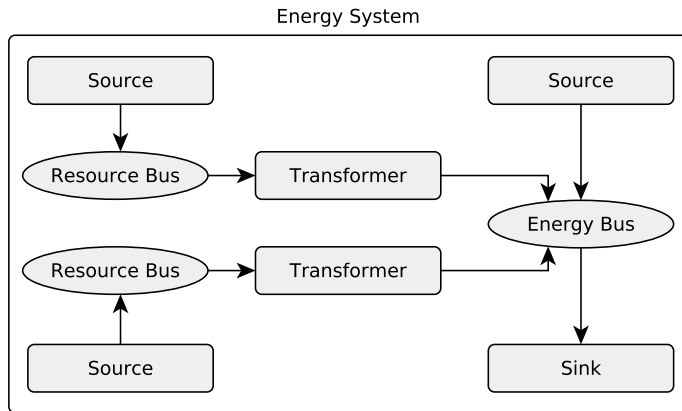 Energy System
Source
Source
Resource Bus
Transformer
Energy Bus
Resource Bus
Transformer
Source
Sink